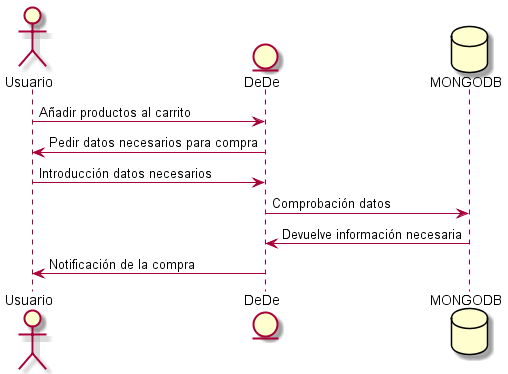 Usuario
DeDe
MONGODB
Añadir productos al carrito
Pedir datos necesarios para compra
Introducción datos necesarios
Comprobación datos
Devuelve información necesaria
Notificación de la compra
Usuario
DeDe
MONGODB